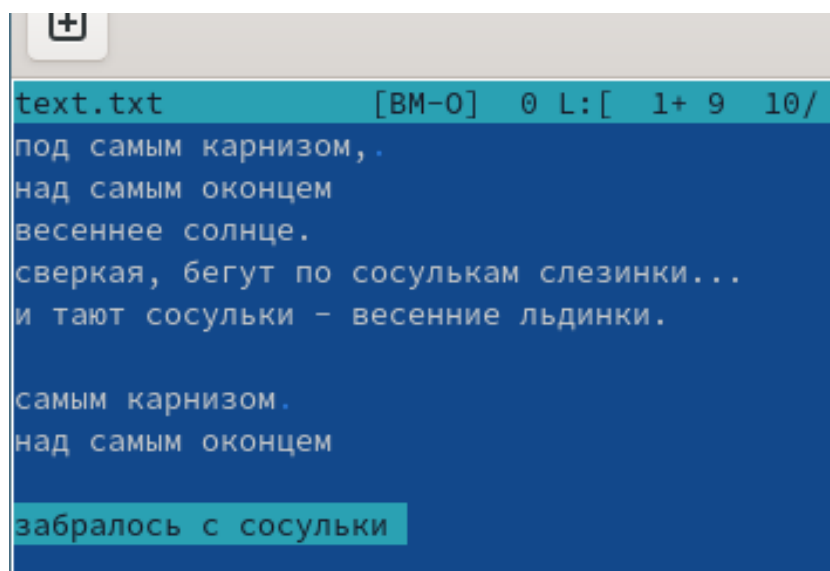 text.txt [BM-O] 0 L:[ 1+ 9 10/
под самым карнизом,.
над самым оконцем
весеннее солнце.
сверкая, бегут по сосулькам слезинки...
и тают сосульки - весенние льдинки.
самым карнизом.
над самым оконцем
забралось с сосульки